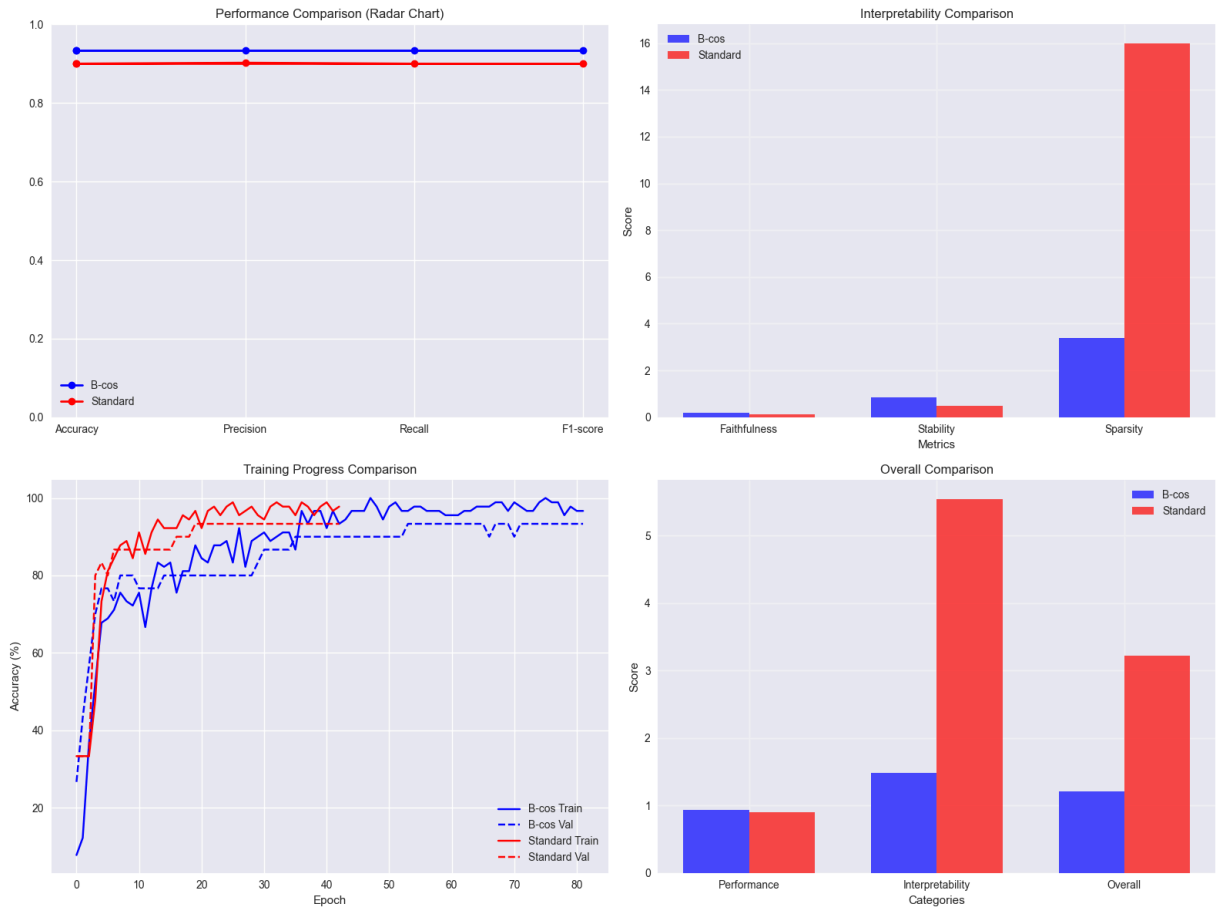 Performance Comparison (Radar Chart)
1.0
0.8
0.6
0.4
0.2
0.0
B-cos
Standard
Accuracy Precision Recall F1-score
Interpretability Comparison
B-cos
Standard
Score
16
14
12
10
8
6
4
2
0
Faithfulness Stability Sparsity
Metrics
Training Progress Comparison
Accuracy (%)
100
80
60
40
20
B-cos Train
B-cos Val
Standard Train
Standard Val
0 10 20 30 40 50 60 70 80
Epoch
Overall Comparison
B-cos
Standard
Score
5
4
3
2
1
0
Performance Interpretability Overall
Categories